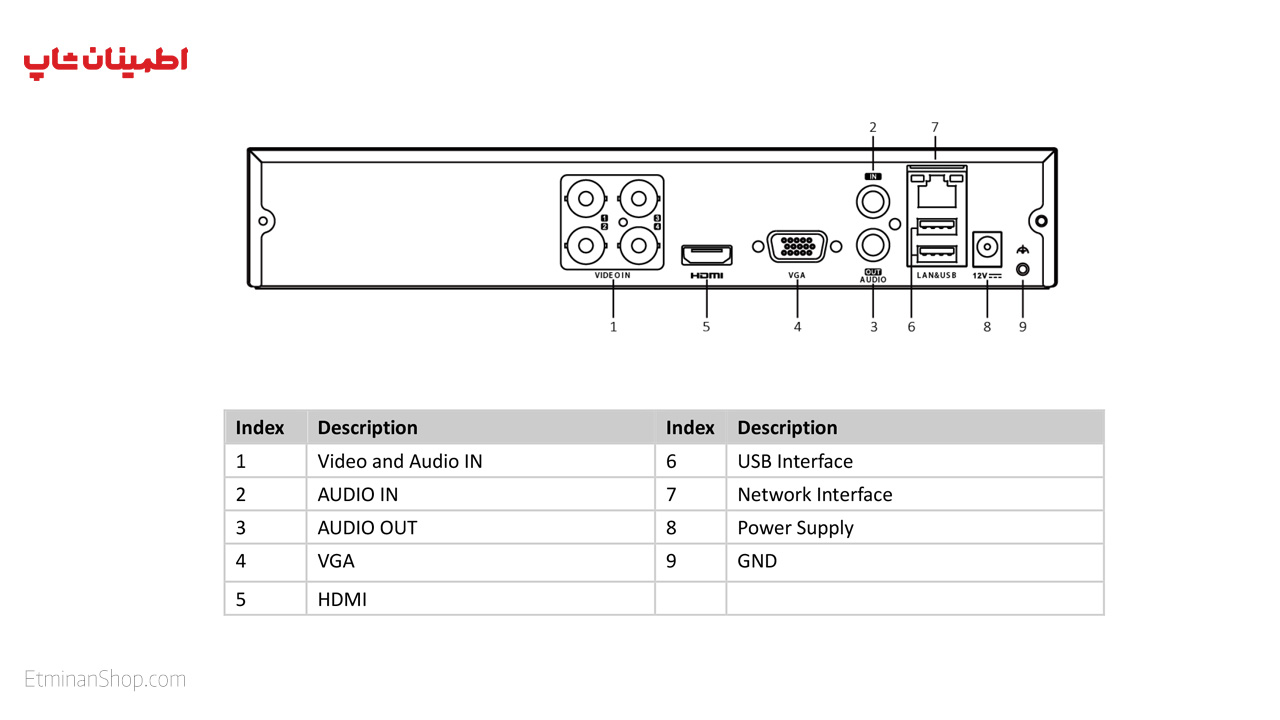 اطمینان شاپ
2 7
IN
1 3
2 4
VIDEO IN HDMI VGA OUT AUDIO LAN&USB 12V
1 5 4 3 6 8 9
Index Description Index Description
1 Video and Audio IN 6 USB Interface
2 AUDIO IN 7 Network Interface
3 AUDIO OUT 8 Power Supply
4 VGA 9 GND
5 HDMI
EtminanShop.com